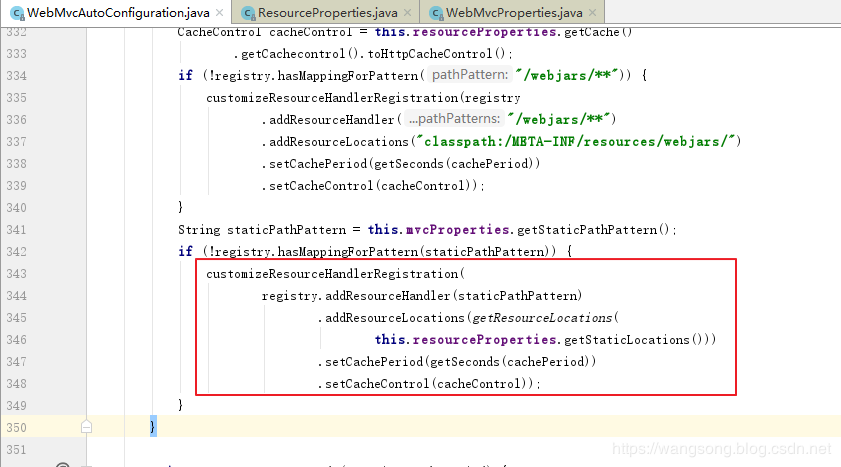 WebMvcAutoConfiguration.java × ResourceProperties.java × WebMvcProperties.java ×
332 CacheControl cacheControl = this.resourceProperties.getCache()
333 .getCachecontrol().toHttpCacheControl();
334 if (!registry.hasMappingForPattern( pathPattern: "/webjars/**")) {
335 customizeResourceHandlerRegistration(registry
336 .addResourceHandler( ...pathPatterns: "/webjars/**")
337 .addResourceLocations("classpath:/META-INF/resources/webjars/")
338 .setCachePeriod(getSeconds(cachePeriod))
339 .setCacheControl(cacheControl));
340 }
341 String staticPathPattern = this.mvcProperties.getStaticPathPattern();
342 if (!registry.hasMappingForPattern(staticPathPattern)) {
343 customizeResourceHandlerRegistration(
344 registry.addResourceHandler(staticPathPattern)
345 .addResourceLocations(getResourceLocations(
346 this.resourceProperties.getStaticLocations()))
347 .setCachePeriod(getSeconds(cachePeriod))
348 .setCacheControl(cacheControl));
349 }
350 }
351
https://wangsong.blog.csdn.net